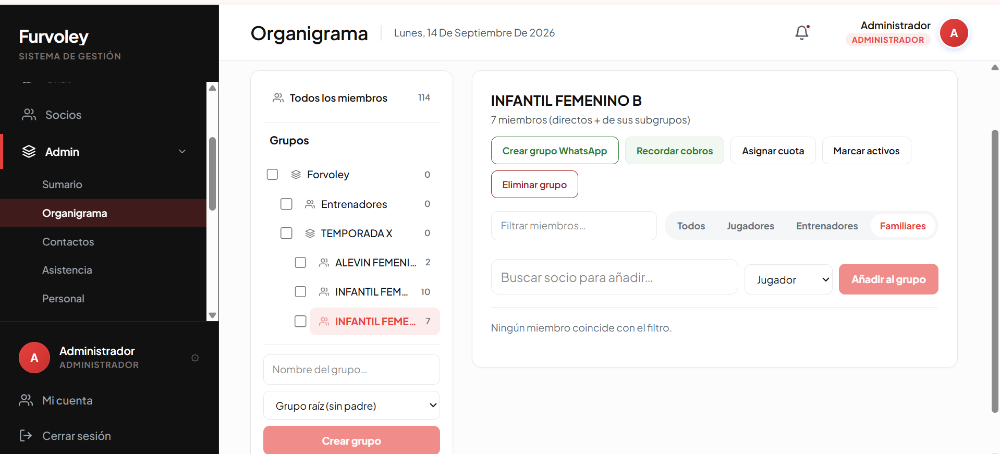 Furvoley
SISTEMA DE GESTIÓN
Socios
Admin
Sumario
Organigrama
Contactos
Asistencia
Personal
A
Administrador
ADMINISTRADOR
Mi cuenta
Cerrar sesión
Organigrama
Lunes, 14 De Septiembre De 2026
Administrador
ADMINISTRADOR
A
Todos los miembros 114
Grupos
Forvoley 0
Entrenadores 0
TEMPORADA X 0
ALEVIN FEMENI... 2
INFANTIL FEM... 10
INFANTIL FEME... 7
Nombre del grupo...
Grupo raíz (sin padre)
Crear grupo
INFANTIL FEMENINO B
7 miembros (directos + de sus subgrupos)
Crear grupo WhatsApp
Recordar cobros
Asignar cuota
Marcar activos
Eliminar grupo
Filtrar miembros...
Todos
Jugadores
Entrenadores
Familiares
Buscar socio para añadir...
Jugador
Añadir al grupo
Ningún miembro coincide con el filtro.